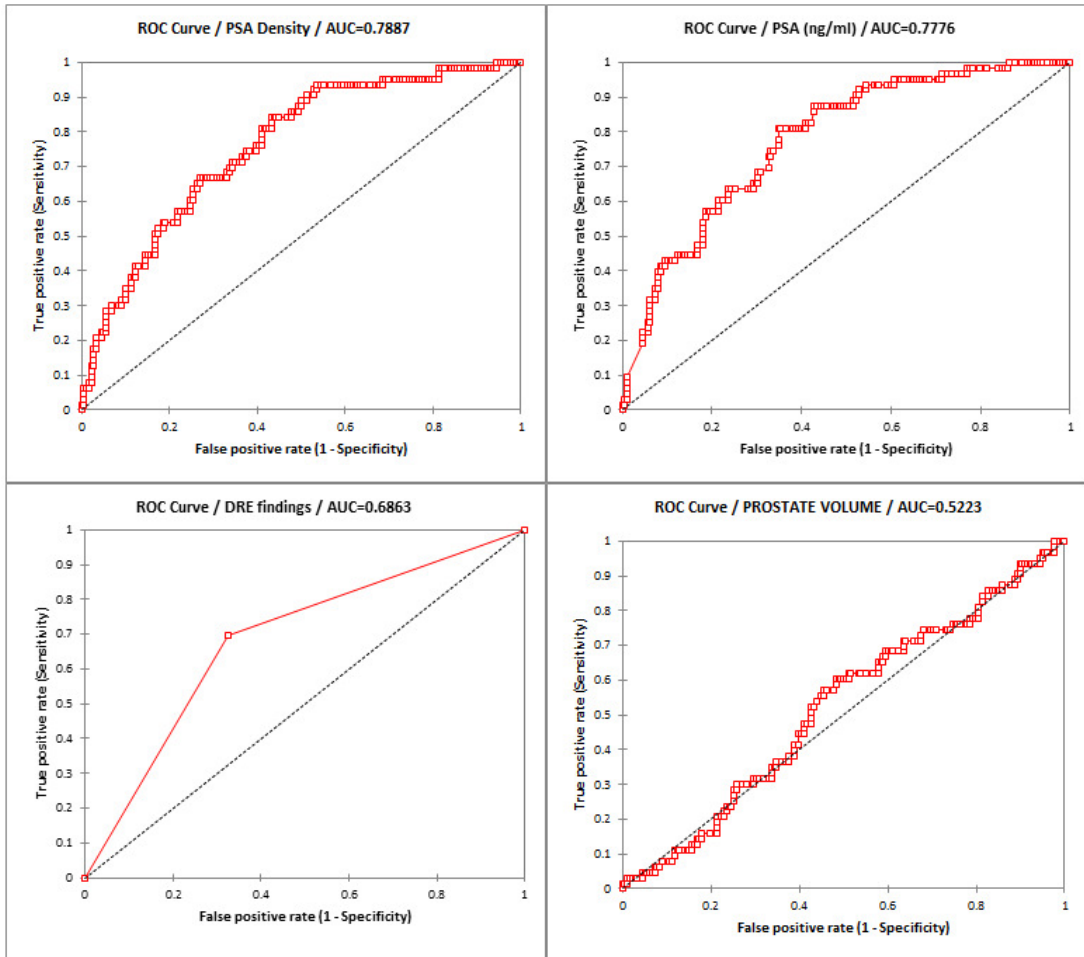 ROC Curve / PSA Density / AUC=0.7887
True positive rate (Sensitivity)
1
0.9
0.8
0.7
0.6
0.5
0.4
0.3
0.2
0.1
0
0 0.2 0.4 0.6 0.8 1
False positive rate (1 - Specificity)
ROC Curve / PSA (ng/ml) / AUC=0.7776
True positive rate (Sensitivity)
1
0.9
0.8
0.7
0.6
0.5
0.4
0.3
0.2
0.1
0
0 0.2 0.4 0.6 0.8 1
False positive rate (1 - Specificity)
ROC Curve / DRE findings / AUC=0.6863
True positive rate (Sensitivity)
1
0.9
0.8
0.7
0.6
0.5
0.4
0.3
0.2
0.1
0
0 0.2 0.4 0.6 0.8 1
False positive rate (1 - Specificity)
ROC Curve / PROSTATE VOLUME / AUC=0.5223
True positive rate (Sensitivity)
1
0.9
0.8
0.7
0.6
0.5
0.4
0.3
0.2
0.1
0
0 0.2 0.4 0.6 0.8 1
False positive rate (1 - Specificity)